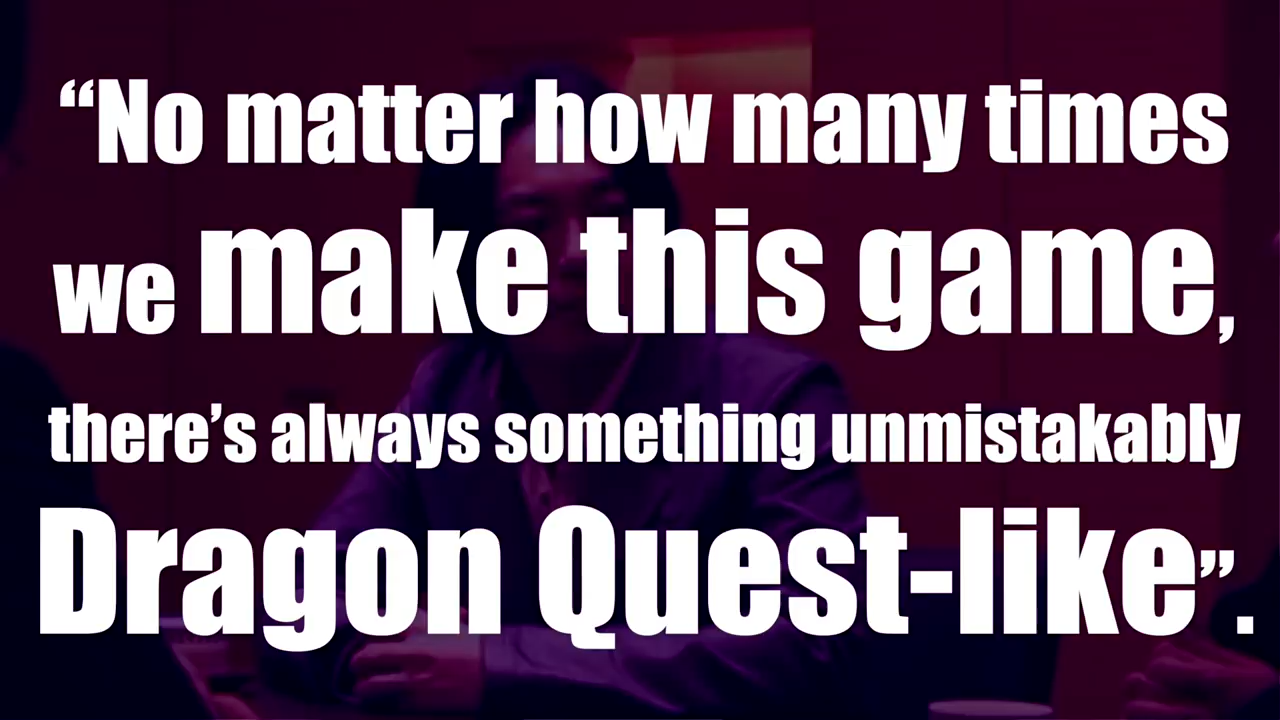 “No matter how many times
we make this game,
there’s always something unmistakably
Dragon Quest-like”.